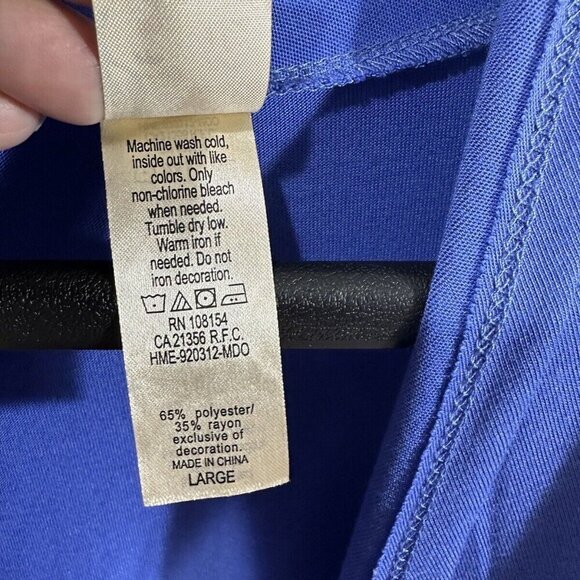 Machine wash cold,
inside out with like
colors. Only
non-chlorine bleach
when needed.
Tumble dry low.
Warm iron if
needed. Do not
iron decoration.
RN 108154
CA 21356 R.F.C.
HME-920312-MDO
65% polyester/
35% rayon
exclusive of
decoration.
MADE IN CHINA
LARGE